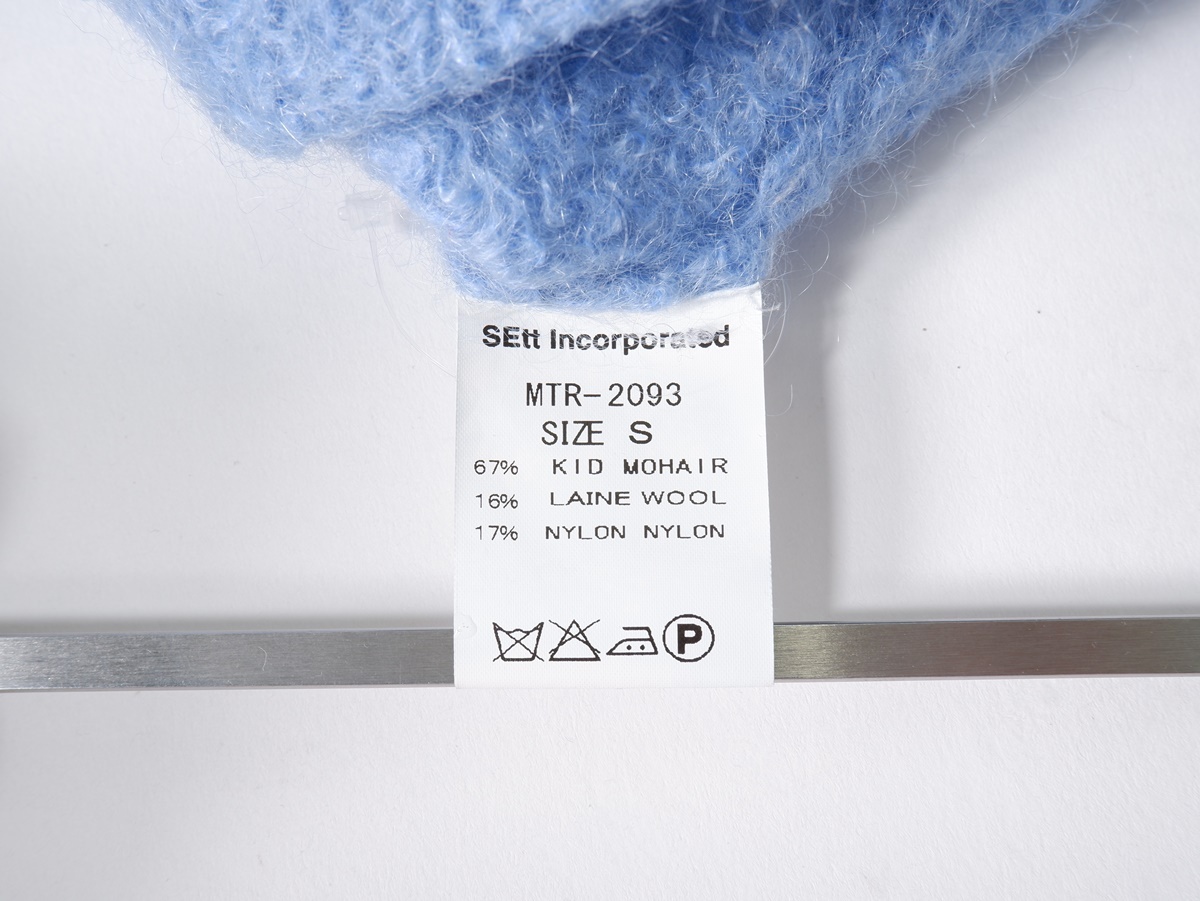 SEtt Incorporated
MTR-2093
SIZE S
67% KID MOHAIR
16% LAINE WOOL
17% NYLON NYLON
P